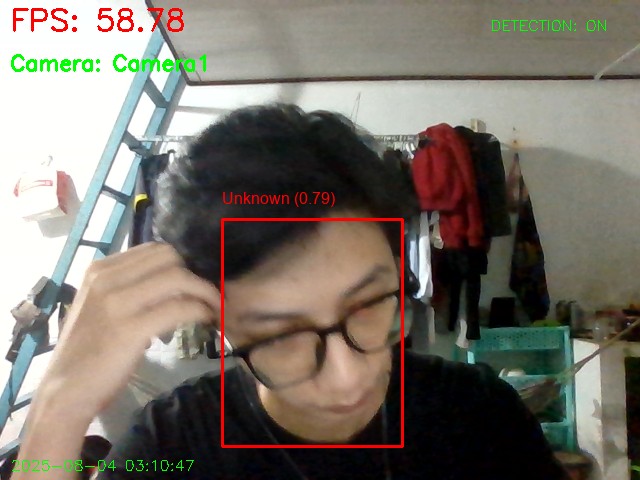 FPS: 58.78
DETECTION: ON
Camera: Camera1
Unknown (0.79)
2025-08-04 03:10:47